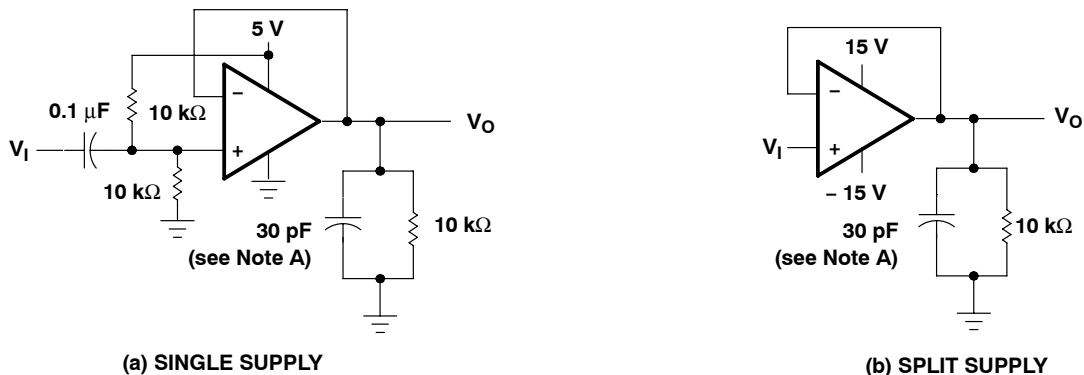 5 V
−
0.1 μF
10 kΩ
V_I
+
V_O
10 kΩ
30 pF
(see Note A)
10 kΩ
(a) SINGLE SUPPLY
15 V
−
V_I
+
V_O
− 15 V
30 pF
(see Note A)
10 kΩ
(b) SPLIT SUPPLY